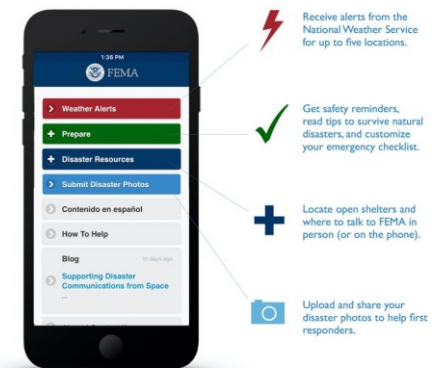 1:36 PM
FEMA
Weather Alerts
Prepare
Disaster Resources
Submit Disaster Photos
Contenido en español
How To Help
Blog 11 days ago
Supporting Disaster
Communications from Space
...
Receive alerts from the
National Weather Service
for up to five locations.
Get safety reminders,
read tips to survive natural
disasters, and customize
your emergency checklist.
Locate open shelters and
where to talk to FEMA in
person (or on the phone).
Upload and share your
disaster photos to help first
responders.